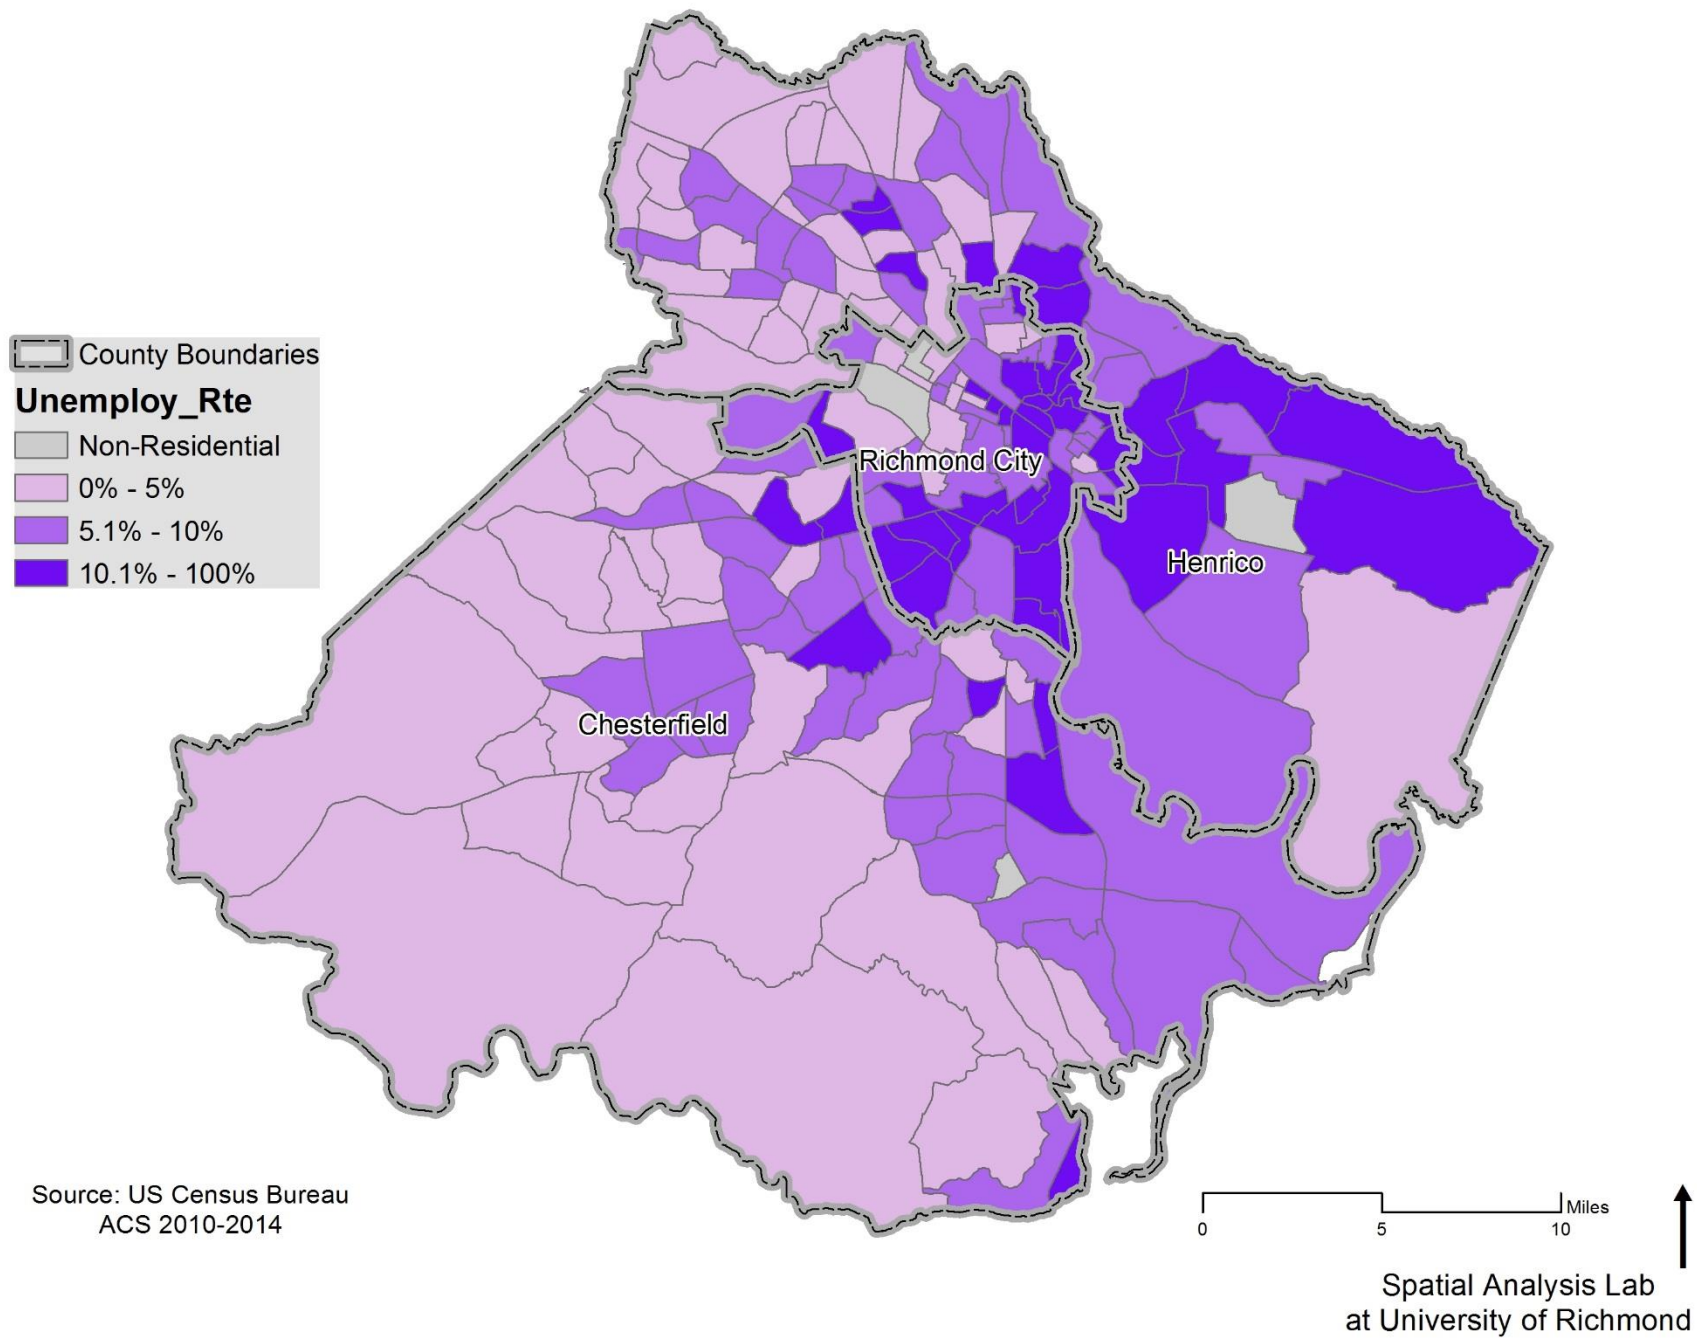 County Boundaries
Unemploy_Rte
Non-Residential
0% - 5%
5.1% - 10%
10.1% - 100%
Richmond City
Henrico
Chesterfield
Source: US Census Bureau
ACS 2010-2014
Miles
0 5 10
Spatial Analysis Lab
at University of Richmond